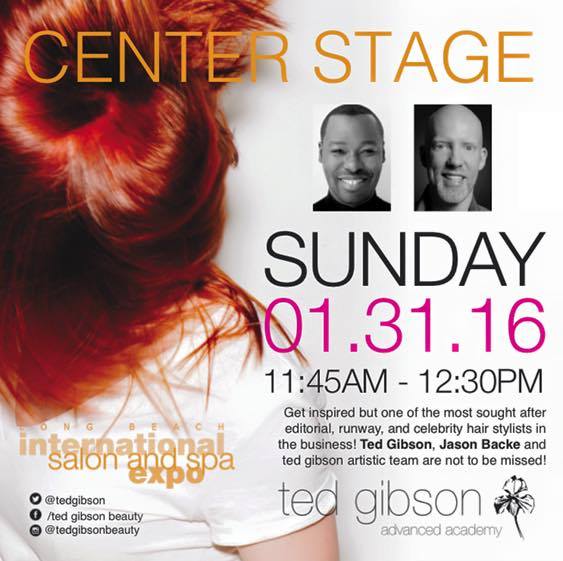 CENTER STAGE
SUNDAY
01.31.16
11:45AM - 12:30PM
Get inspired but one of the most sought after
editorial, runway, and celebrity hair stylists in
the business! Ted Gibson, Jason Backe and
ted gibson artistic team are not to be missed!
LONG BEACH
international
salon and spa
expo
@tedgibson
/ted gibson beauty
@tedgibsonbeauty
ted gibson
advanced academy